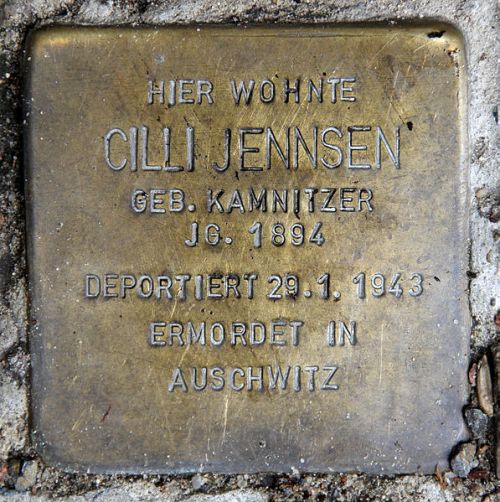 HIER WOHNTE
CILLI JENNSEN
GEB. KAMNITZER
JG. 1894
DEPORTIERT 29.1.1943
ERMORDET IN
AUSCHWITZ